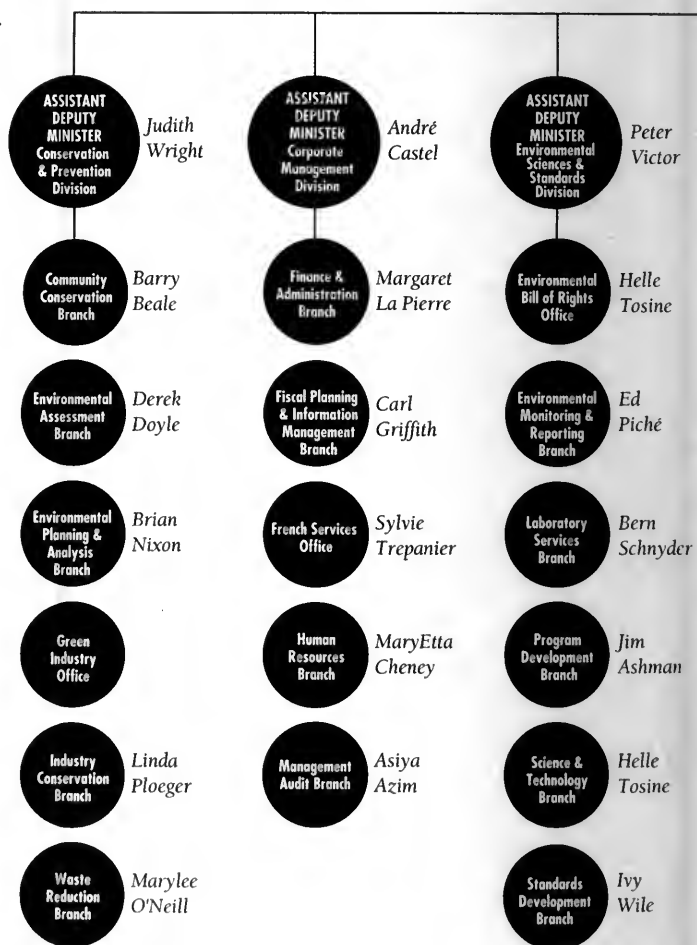 ASSISTANT
DEPUTY
MINISTER
Conservation
& Prevention
Division
Judith
Wright
Community
Conservation
Branch
Barry
Beale
Environmental
Assessment
Branch
Derek
Doyle
Environmental
Planning &
Analysis
Branch
Brian
Nixon
Green
Industry
Office
Industry
Conservation
Branch
Linda
Ploeger
Waste
Reduction
Branch
Marylee
O'Neill
ASSISTANT
DEPUTY
MINISTER
Corporate
Management
Division
André
Castel
Finance &
Administration
Branch
Margaret
La Pierre
Fiscal Planning
& Information
Management
Branch
Carl
Griffith
French Services
Office
Sylvie
Trepanier
Human
Resources
Branch
MaryEtta
Cheney
Management
Audit Branch
Asiya
Azim
ASSISTANT
DEPUTY
MINISTER
Environmental
Sciences &
Standards
Division
Peter
Victor
Environmental
Bill of Rights
Office
Helle
Tosine
Environmental
Monitoring &
Reporting
Branch
Ed
Piché
Laboratory
Services
Branch
Bern
Schnyder
Program
Development
Branch
Jim
Ashman
Science &
Technology
Branch
Helle
Tosine
Standards
Development
Branch
Ivy
Wile